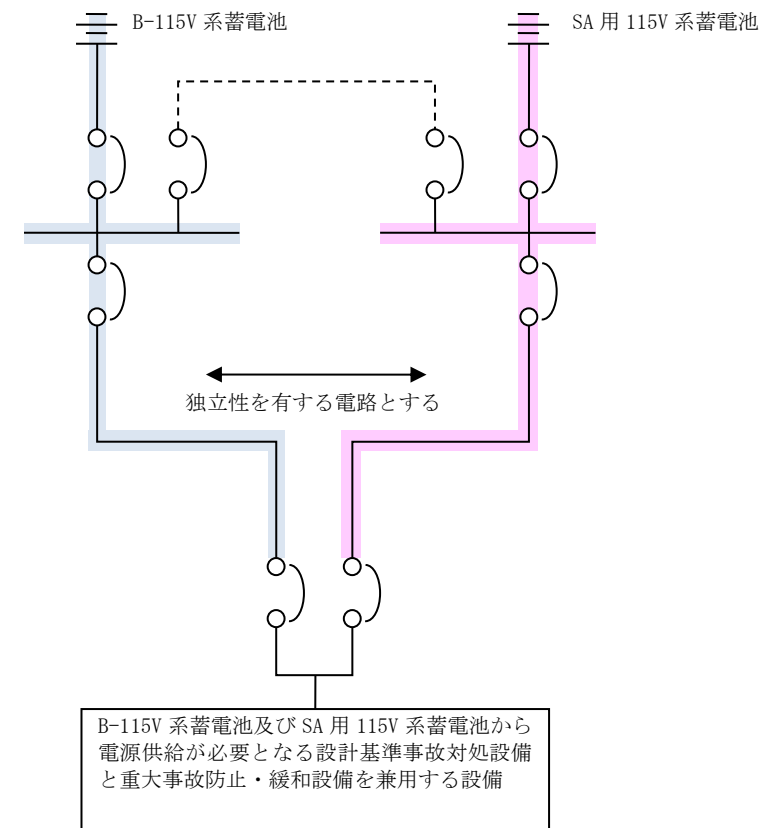 B-115V 系蓄電池
SA 用 115V 系蓄電池
独立性を有する電路とする
B-115V 系蓄電池及び SA 用 115V 系蓄電池から
電源供給が必要となる設計基準事故対処設備
と重大事故防止・緩和設備を兼用する設備